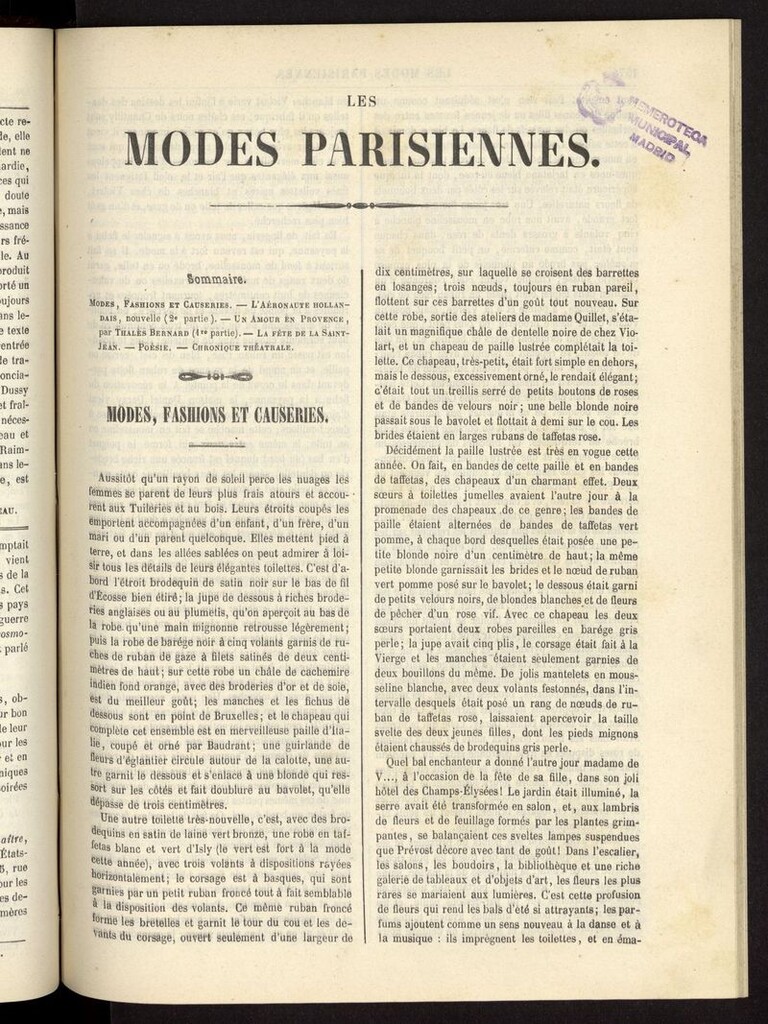 LES
MODES PARISIENNES.
HEMEROTECA
MUNICIPAL
MADRID
Sommaire.
MODES, FASHIONS ET CAUSERIES. — L'AÉRONAUTE HOLLAN-
DAIS, nouvelle (2e partie). — UN AMOUR EN PROVENCE,
par THALÈS BERNARD (1re partie). — LA FÊTE DE LA SAINT-
JEAN. — POÉSIE. — CHRONIQUE THÉATRALE.
MODES, FASHIONS ET CAUSERIES.
Aussitôt qu'un rayon de soleil perce les nuages les
femmes se parent de leurs plus frais atours et accou-
rent aux Tuileries et au bois. Leurs étroits coupés les
emportent accompagnées d'un enfant, d'un frère, d'un
mari ou d'un parent quelconque. Elles mettent pied à
terre, et dans les allées sablées on peut admirer à loi-
sir tous les détails de leurs élégantes toilettes. C'est d'a-
bord l'étroit brodequin de satin noir sur le bas de fil
d'Écosse bien étiré; la jupe de dessous à riches brode-
ries anglaises ou au plumetis, qu'on aperçoit au bas de
la robe qu'une main mignonne retrousse légèrement;
puis la robe de barége noir à cinq volants garnis de ru-
ches de ruban de gaze à filets satinés de deux centi-
mètres de haut; sur cette robe un châle de cachemire
indien fond orange, avec des broderies d'or et de soie,
est du meilleur goût; les manches et les fichus de
dessous sont en point de Bruxelles; et le chapeau qui
complète cet ensemble est en merveilleuse paille d'Ita-
lie, coupé et orné par Baudrant; une guirlande de
fleurs d'églantier circule autour de la calotte, une au-
tre garnit le dessous et s'enlace à une blonde qui res-
sort sur les côtés et fait doublure au bavolet, qu'elle
dépasse de trois centimètres.
Une autre toilette très-nouvelle, c'est, avec des bro-
dequins en satin de laine vert bronze, une robe en taf-
fetas blanc et vert d'Isly (le vert est fort à la mode
cette année), avec trois volants à dispositions rayées
horizontalement; le corsage est à basques, qui sont
garnies par un petit ruban froncé tout à fait semblable
à la disposition des volants. Ce même ruban froncé
forme les bretelles et garnit le tour du cou et les de-
vants du corsage, ouvert seulement d'une largeur de
dix centimètres, sur laquelle se croisent des barrettes
en losanges; trois nœuds, toujours en ruban pareil,
flottent sur ces barrettes d'un goût tout nouveau. Sur
cette robe, sortie des ateliers de madame Quillet, s'éta-
lait un magnifique châle de dentelle noire de chez Vio-
lart, et un chapeau de paille lustrée complétait la toi-
lette. Ce chapeau, très-petit, était fort simple en dehors,
mais le dessous, excessivement orné, le rendait élégant;
c'était tout un treillis serré de petits boutons de roses
et de bandes de velours noir; une belle blonde noire
passait sous le bavolet et flottait à demi sur le cou. Les
brides étaient en larges rubans de taffetas rose.
Décidément la paille lustrée est très en vogue cette
année. On fait, en bandes de cette paille et en bandes
de taffetas, des chapeaux d'un charmant effet. Deux
sœurs à toilettes jumelles avaient l'autre jour à la
promenade des chapeaux de ce genre; les bandes de
paille étaient alternées de bandes de taffetas vert
pomme, à chaque bord desquelles était posée une pe-
tite blonde noire d'un centimètre de haut; la même
petite blonde garnissait les brides et le nœud de ruban
vert pomme posé sur le bavolet; le dessous était garni
de petits velours noirs, de blondes blanches et de fleurs
de pêcher d'un rose vif. Avec ce chapeau les deux
sœurs portaient deux robes pareilles en barége gris
perle; la jupe avait cinq plis, le corsage était fait à la
Vierge et les manches étaient seulement garnies de
deux bouillons du même. De jolis mantelets en mous-
seline blanche, avec deux volants festonnés, dans l'in-
tervalle desquels était posé un rang de nœuds de ru-
ban de taffetas rose, laissaient apercevoir la taille
svelte des deux jeunes filles, dont les pieds mignons
étaient chaussés de brodequins gris perle.
Quel bal enchanteur a donné l'autre jour madame de
V..., à l'occasion de la fête de sa fille, dans son joli
hôtel des Champs-Élysées! Le jardin était illuminé, la
serre avait été transformée en salon, et, aux lambris
de fleurs et de feuillage formés par les plantes grim-
pantes, se balançaient ces sveltes lampes suspendues
que Prévost décore avec tant de goût! Dans l'escalier,
les salons, les boudoirs, la bibliothèque et une riche
galerie de tableaux et d'objets d'art, les fleurs les plus
rares se mariaient aux lumières. C'est cette profusion
de fleurs qui rend les bals d'été si attrayants; les par-
fums ajoutent comme un sens nouveau à la danse et à
la musique : ils imprègnent les toilettes, et en éma-